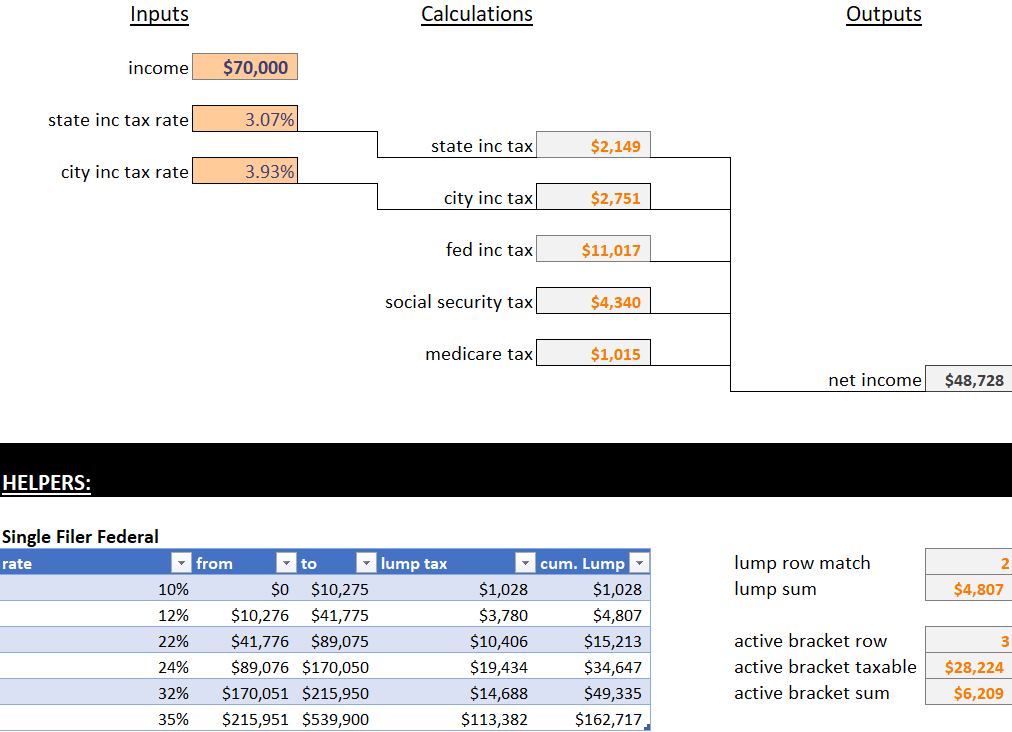 Inputs Calculations Outputs
income $70,000
state inc tax rate 3.07%
state inc tax $2,149
city inc tax rate 3.93%
city inc tax $2,751
fed inc tax $11,017
social security tax $4,340
medicare tax $1,015
net income $48,728
HELPERS:
Single Filer Federal
rate from to lump tax cum. Lump
10% $0 $10,275 $1,028 $1,028
12% $10,276 $41,775 $3,780 $4,807
22% $41,776 $89,075 $10,406 $15,213
24% $89,076 $170,050 $19,434 $34,647
32% $170,051 $215,950 $14,688 $49,335
35% $215,951 $539,900 $113,382 $162,717
lump row match 2
lump sum $4,807
active bracket row 3
active bracket taxable $28,224
active bracket sum $6,209